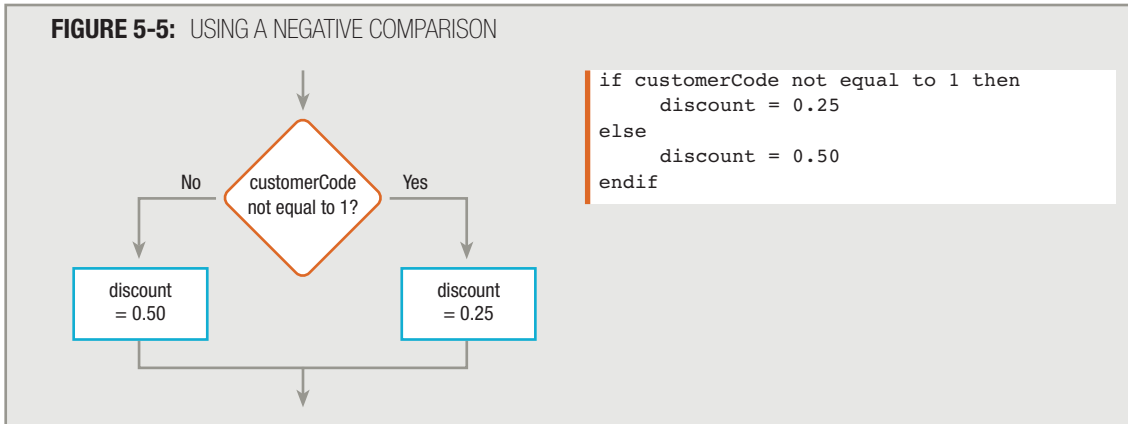 FIGURE 5-5: USING A NEGATIVE COMPARISON
No
customerCode
not equal to 1?
Yes
discount
= 0.50
discount
= 0.25
if customerCode not equal to 1 then
discount = 0.25
else
discount = 0.50
endif